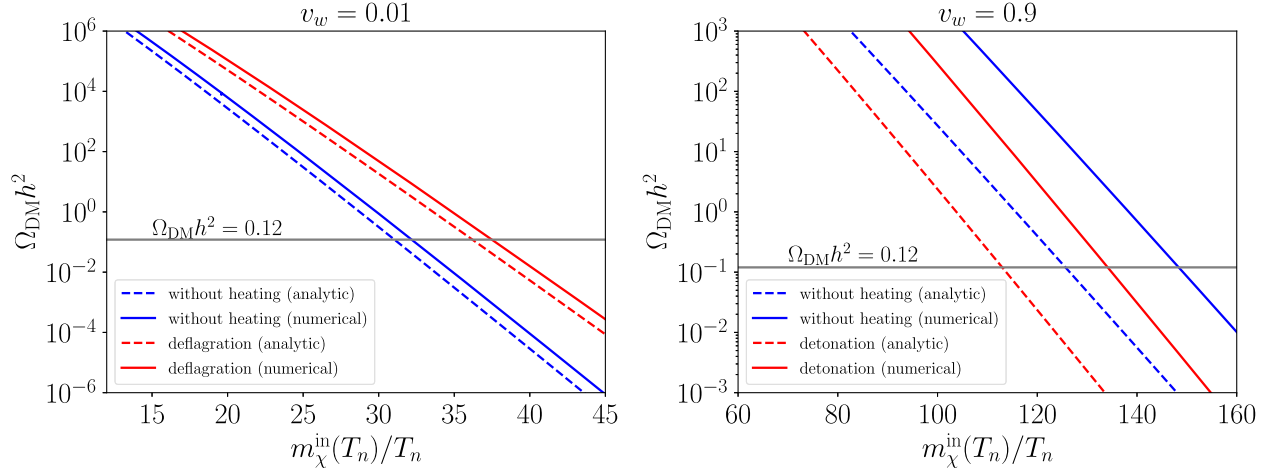 v_w = 0.01
10^6
10^4
10^2
10^0
10^−2
10^−4
10^−6
Ω_DM h^2
Ω_DM h^2 = 0.12
without heating (analytic)
without heating (numerical)
deflagration (analytic)
deflagration (numerical)
15 20 25 30 35 40 45
m_χ^in(T_n)/T_n
v_w = 0.9
10^3
10^2
10^1
10^0
10^−1
10^−2
10^−3
Ω_DM h^2
Ω_DM h^2 = 0.12
without heating (analytic)
without heating (numerical)
detonation (analytic)
detonation (numerical)
60 80 100 120 140 160
m_χ^in(T_n)/T_n